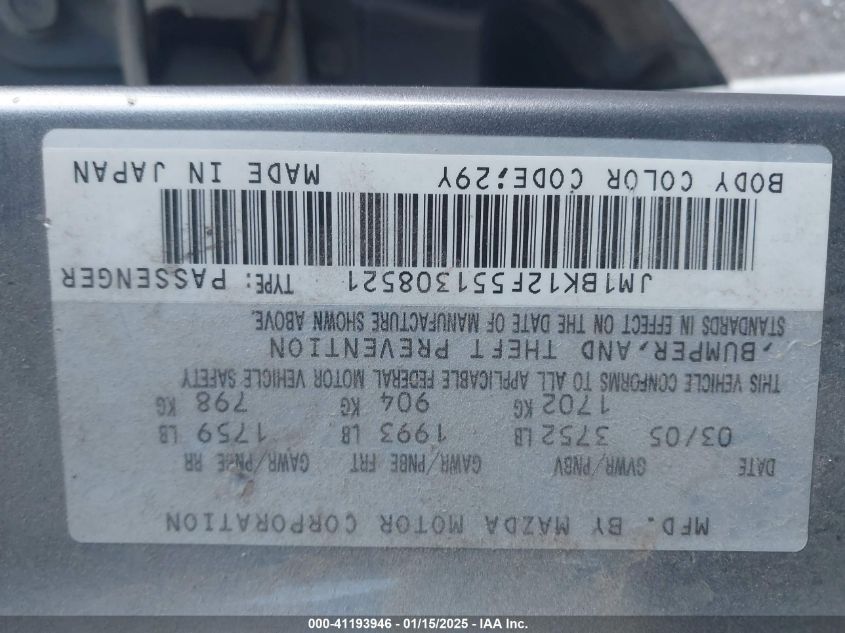 MFD. BY MAZDA MOTOR CORPORATION
DATE GVWR/PNBV GAWR/PNBE FRT GAWR/PNBE RR
03/05 3752 LB 1993 LB 1759 LB
1702 KG 904 KG 798 KG
THIS VEHICLE CONFORMS TO ALL APPLICABLE FEDERAL MOTOR VEHICLE SAFETY
,BUMPER,AND THEFT PREVENTION
STANDARDS IN EFFECT ON THE DATE OF MANUFACTURE SHOWN ABOVE.
JM1BK12F551308521 TYPE: PASSENGER
BODY COLOR CODE:29Y MADE IN JAPAN
000-41193946 - 01/15/2025 - IAA Inc.